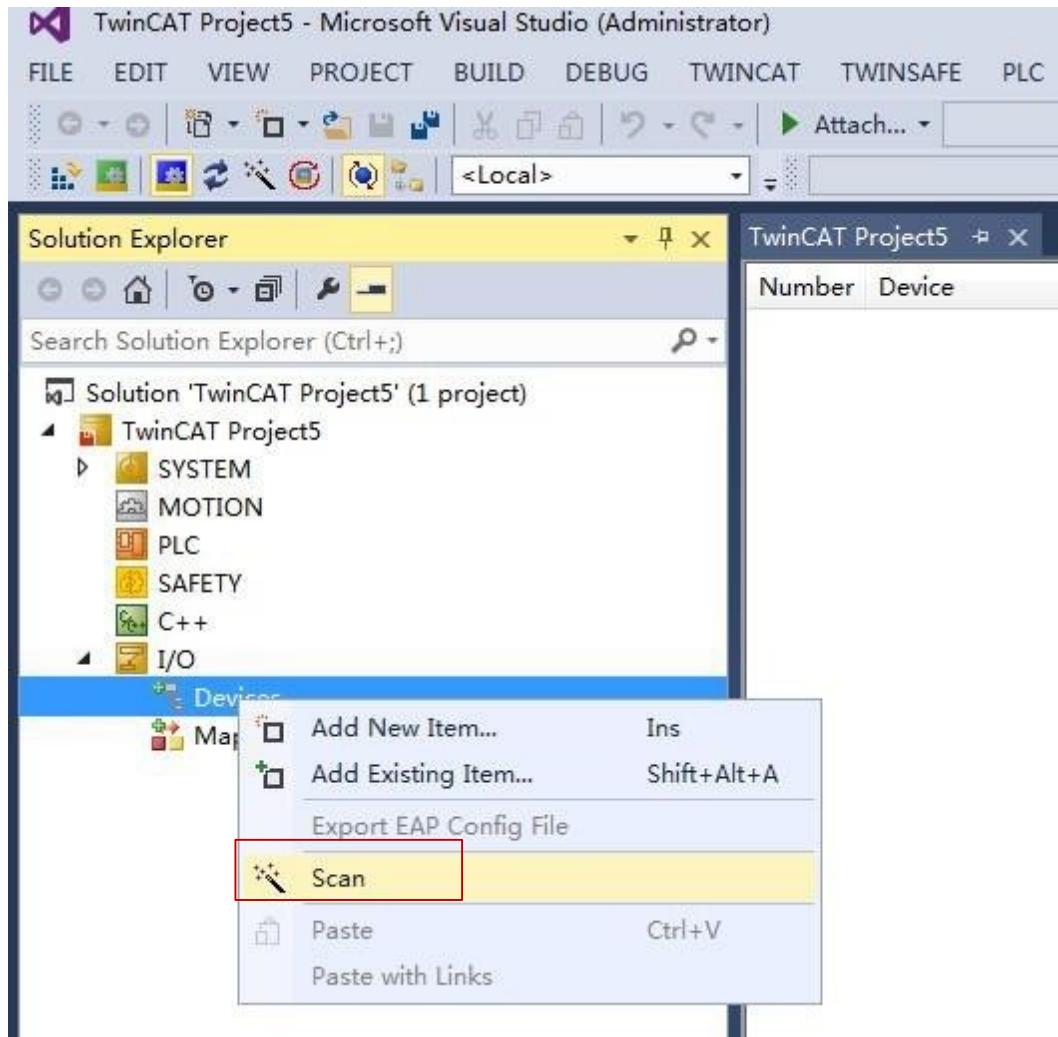 TwinCAT Project5 - Microsoft Visual Studio (Administrator)
FILE EDIT VIEW PROJECT BUILD DEBUG TWINCAT TWINSAFE PLC
Attach...
<Local>
Solution Explorer
TwinCAT Project5
Number Device
Search Solution Explorer (Ctrl+;)
Solution 'TwinCAT Project5' (1 project)
TwinCAT Project5
SYSTEM
MOTION
PLC
SAFETY
C++
I/O
Devices
Map
Add New Item... Ins
Add Existing Item... Shift+Alt+A
Export EAP Config File
Scan
Paste Ctrl+V
Paste with Links